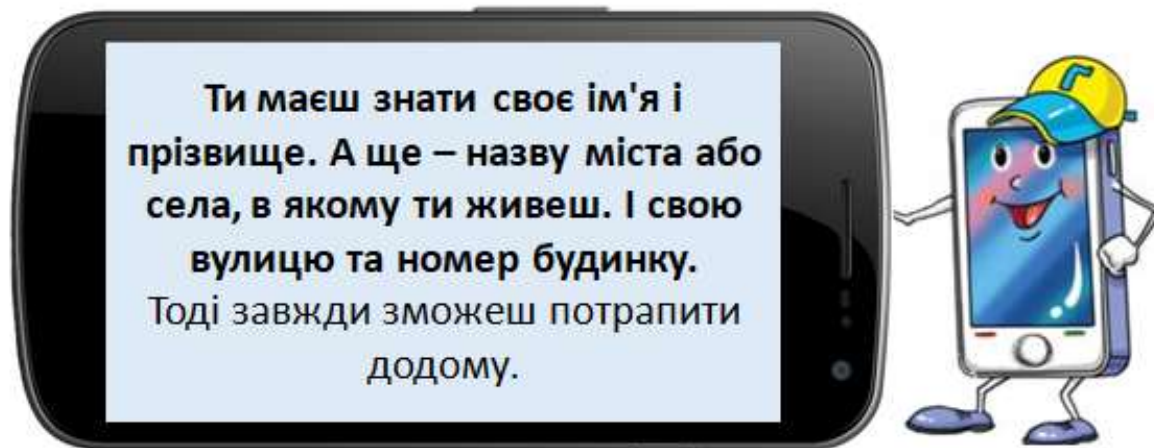 Ти маєш знати своє ім'я і
прізвище. А ще – назву міста або
села, в якому ти живеш. І свою
вулицю та номер будинку.
Тоді завжди зможеш потрапити
додому.